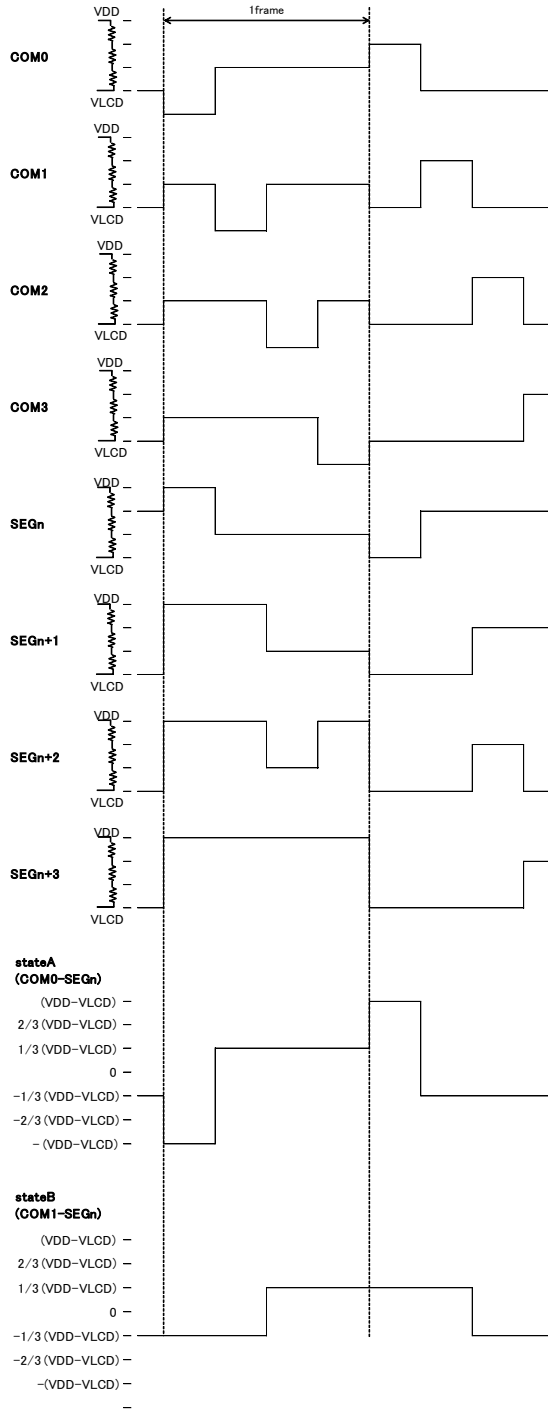 1frame
VDD
COM0
VLCD
VDD
COM1
VLCD
VDD
COM2
VLCD
VDD
COM3
VLCD
VDD
SEGn
VLCD
VDD
SEGn+1
VLCD
VDD
SEGn+2
VLCD
VDD
SEGn+3
VLCD
stateA
(COM0-SEGn)
(VDD-VLCD)
2/3(VDD-VLCD)
1/3(VDD-VLCD)
0
-1/3(VDD-VLCD)
-2/3(VDD-VLCD)
-(VDD-VLCD)
stateB
(COM1-SEGn)
(VDD-VLCD)
2/3(VDD-VLCD)
1/3(VDD-VLCD)
0
-1/3(VDD-VLCD)
-2/3(VDD-VLCD)
-(VDD-VLCD)